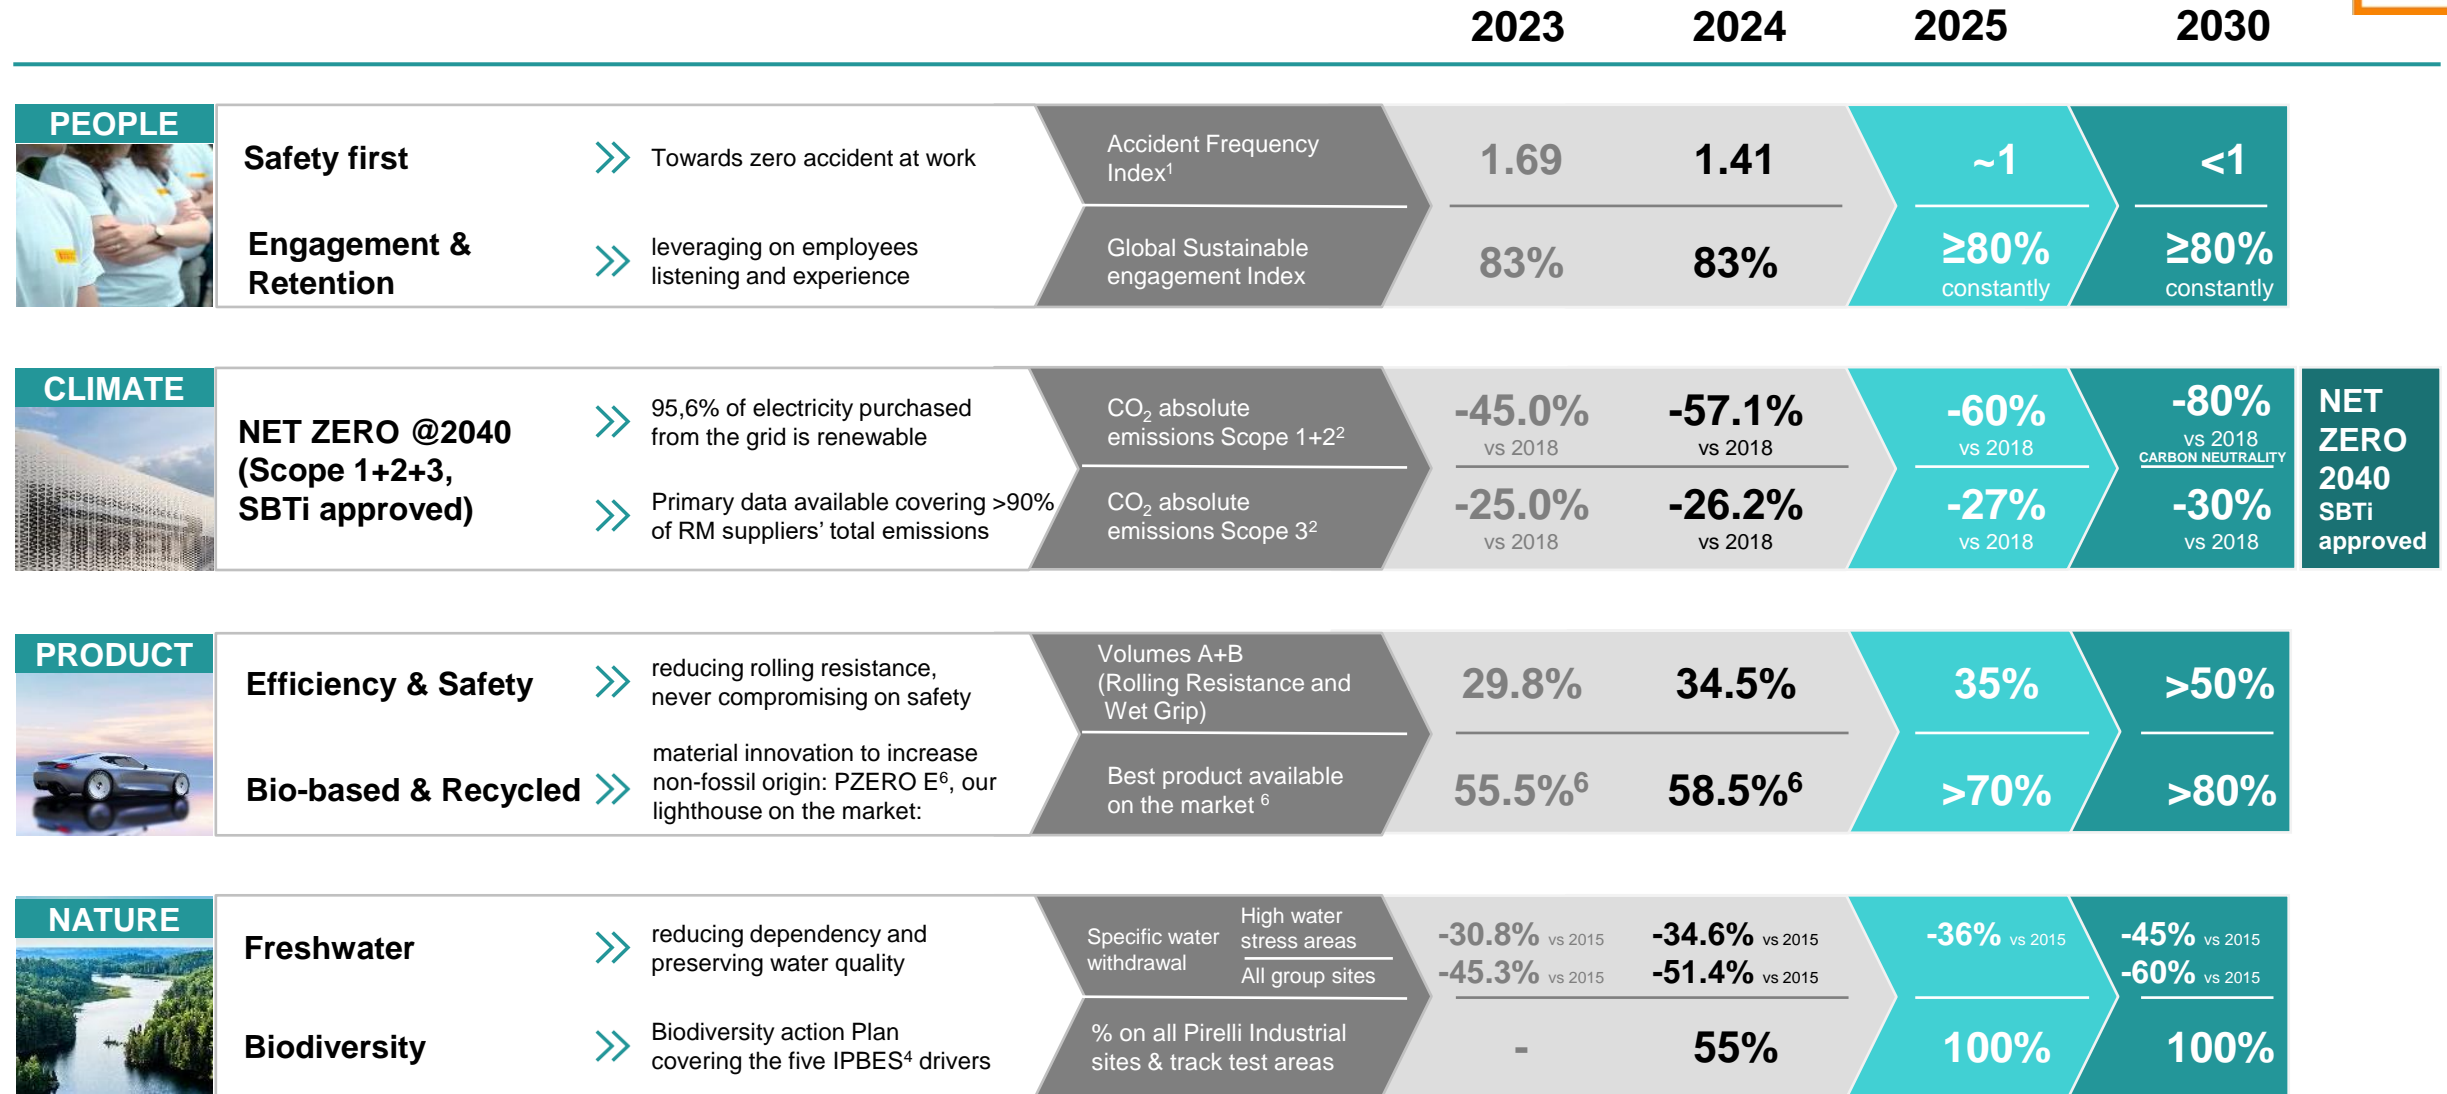 2023 2024 2025 2030
PEOPLE
Safety first
Towards zero accident at work
Accident Frequency
Index¹
1.69 1.41 ~1 <1
Engagement &
Retention
leveraging on employees
listening and experience
Global Sustainable
engagement Index
83% 83% ≥80% ≥80%
constantly constantly
CLIMATE
NET ZERO @2040
(Scope 1+2+3,
SBTi approved)
95,6% of electricity purchased
from the grid is renewable
CO₂ absolute
emissions Scope 1+2²
-45.0% -57.1% -60% -80%
vs 2018 vs 2018 vs 2018 vs 2018
CARBON NEUTRALITY
Primary data available covering >90%
of RM suppliers’ total emissions
CO₂ absolute
emissions Scope 3²
-25.0% -26.2% -27% -30%
vs 2018 vs 2018 vs 2018 vs 2018
NET
ZERO
2040
SBTi
approved
PRODUCT
Efficiency & Safety
reducing rolling resistance,
never compromising on safety
Volumes A+B
(Rolling Resistance and
Wet Grip)
29.8% 34.5% 35% >50%
Bio-based & Recycled
material innovation to increase
non-fossil origin: PZERO E⁶, our
lighthouse on the market:
Best product available
on the market ⁶
55.5%⁶ 58.5%⁶ >70% >80%
NATURE
Freshwater
reducing dependency and
preserving water quality
Specific water
withdrawal
High water
stress areas
-30.8% vs 2015 -34.6% vs 2015 -36% vs 2015 -45% vs 2015
All group sites
-45.3% vs 2015 -51.4% vs 2015 -60% vs 2015
Biodiversity
Biodiversity action Plan
covering the five IPBES⁴ drivers
% on all Pirelli Industrial
sites & track test areas
- 55% 100% 100%